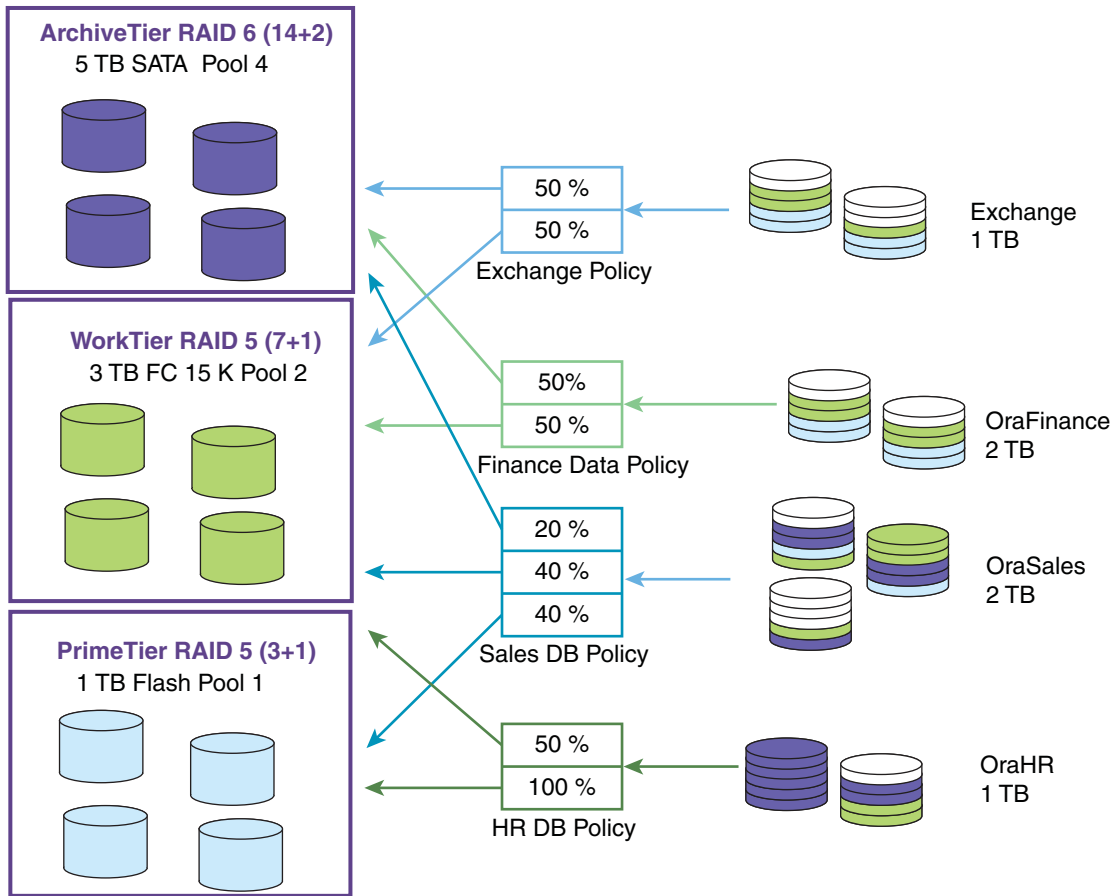 ArchiveTier RAID 6 (14+2)
5 TB SATA Pool 4
WorkTier RAID 5 (7+1)
3 TB FC 15 K Pool 2
PrimeTier RAID 5 (3+1)
1 TB Flash Pool 1
50 %
50 %
Exchange Policy
50%
50 %
Finance Data Policy
20 %
40 %
40 %
Sales DB Policy
50 %
100 %
HR DB Policy
Exchange
1 TB
OraFinance
2 TB
OraSales
2 TB
OraHR
1 TB